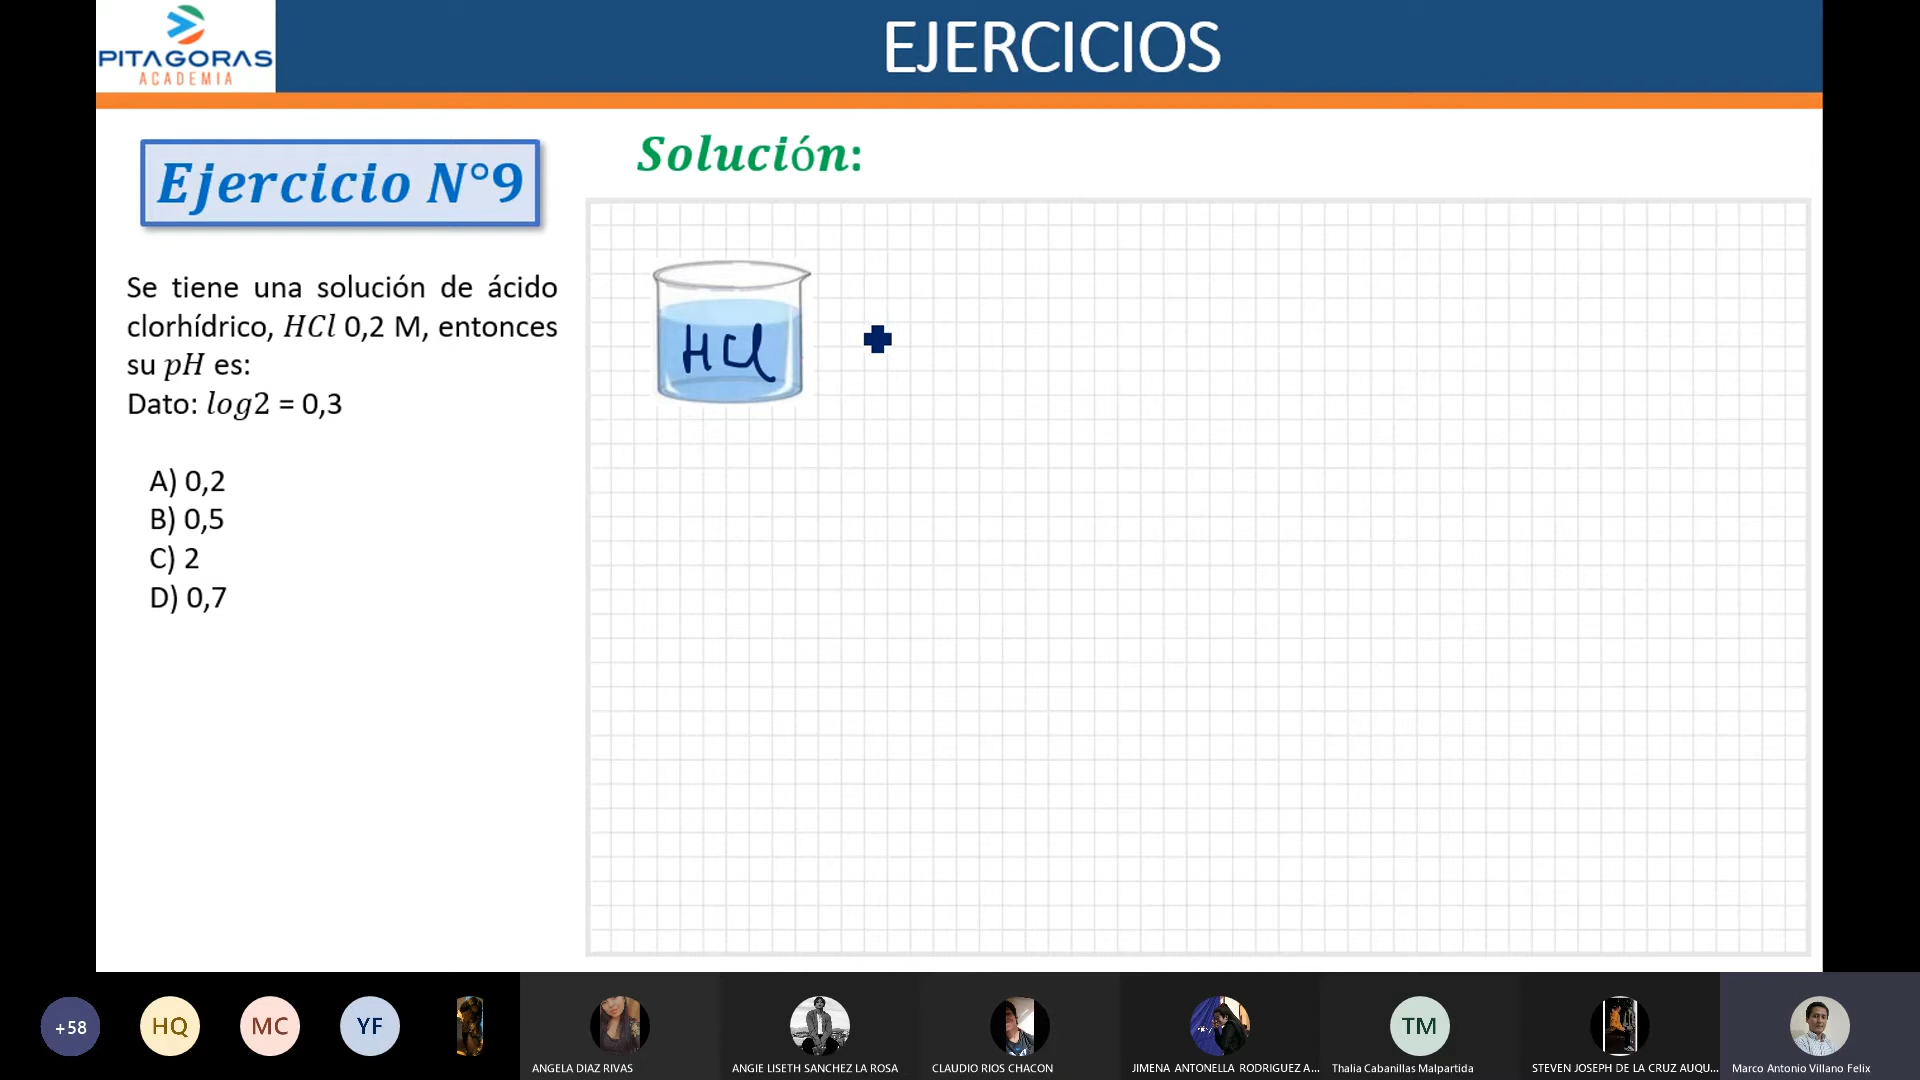 PITAGORAS
ACADEMIA
EJERCICIOS
Ejercicio N°9
Solución:
Se tiene una solución de ácido
clorhídrico, HCl 0,2 M, entonces
su pH es:
Dato: log2 = 0,3
A) 0,2
B) 0,5
C) 2
D) 0,7
HCl
+58
HQ
MC
YF
TM
ANGELA DIAZ RIVAS
ANGIE LISETH SANCHEZ LA ROSA
CLAUDIO RIOS CHACON
JIMENA ANTONELLA RODRIGUEZ A...
Thalia Cabanillas Malpartida
STEVEN JOSEPH DE LA CRUZ AUQU...
Marco Antonio Villano Felix